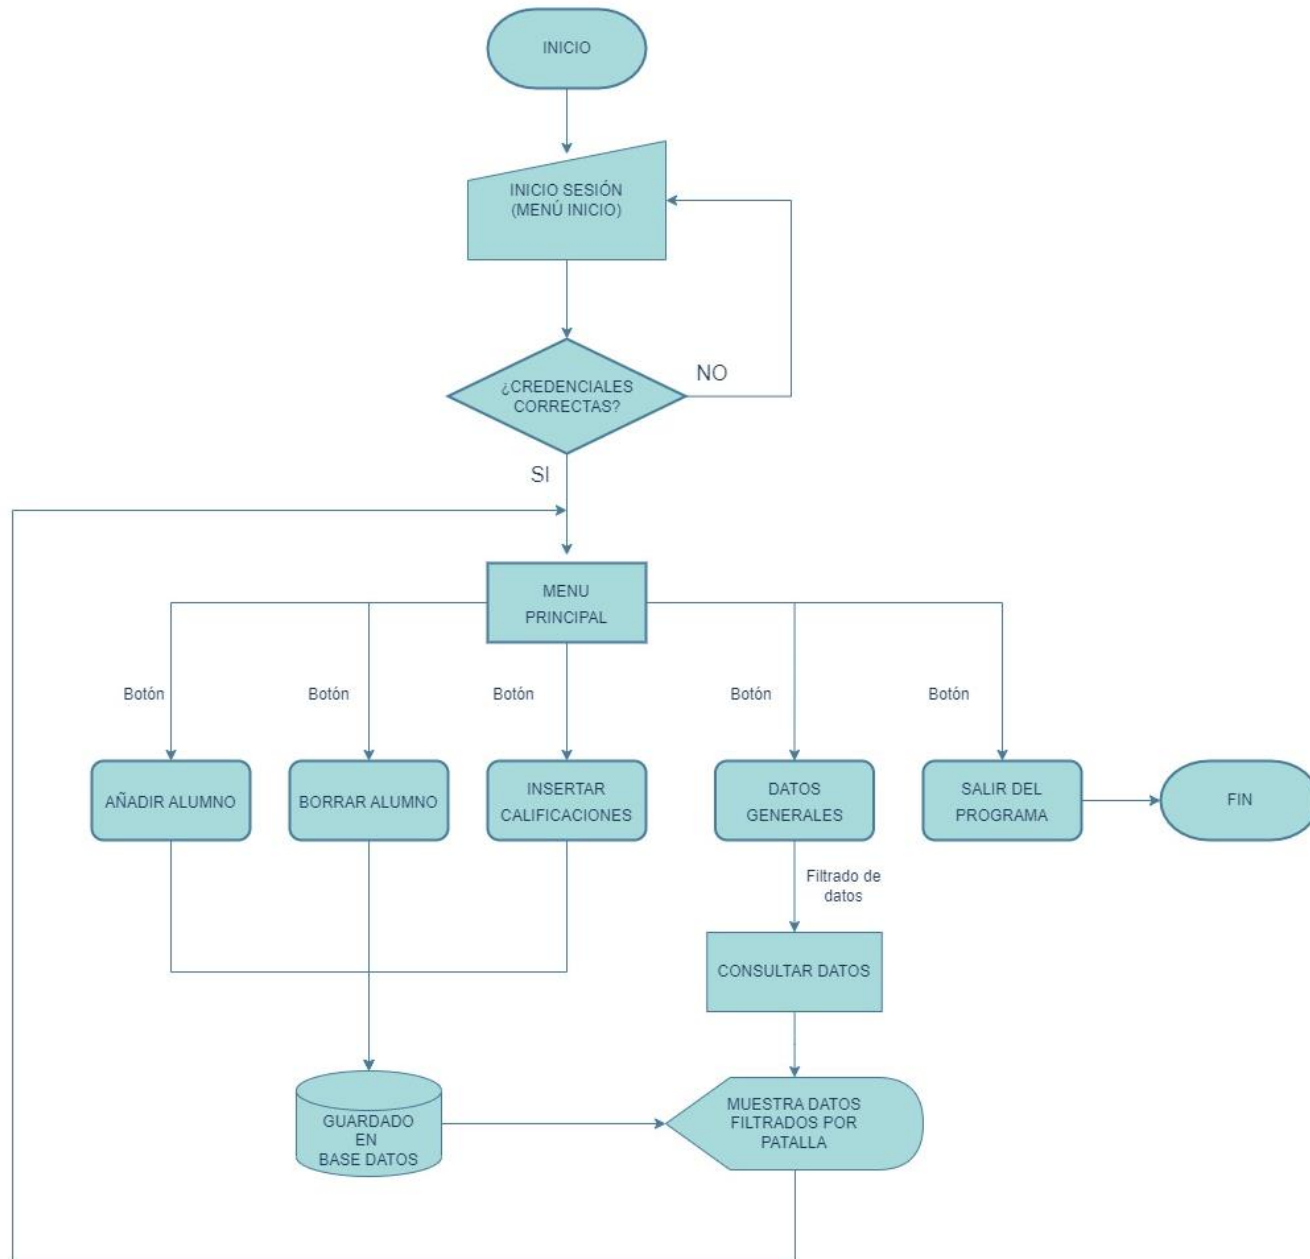 INICIO
INICIO SESIÓN
(MENÚ INICIO)
¿CREDENCIALES
CORRECTAS?
NO
SI
MENU
PRINCIPAL
Botón
Botón
Botón
Botón
Botón
AÑADIR ALUMNO
BORRAR ALUMNO
INSERTAR
CALIFICACIONES
DATOS
GENERALES
SALIR DEL
PROGRAMA
FIN
Filtrado de
datos
CONSULTAR DATOS
GUARDADO
EN
BASE DATOS
MUESTRA DATOS
FILTRADOS POR
PATALLA